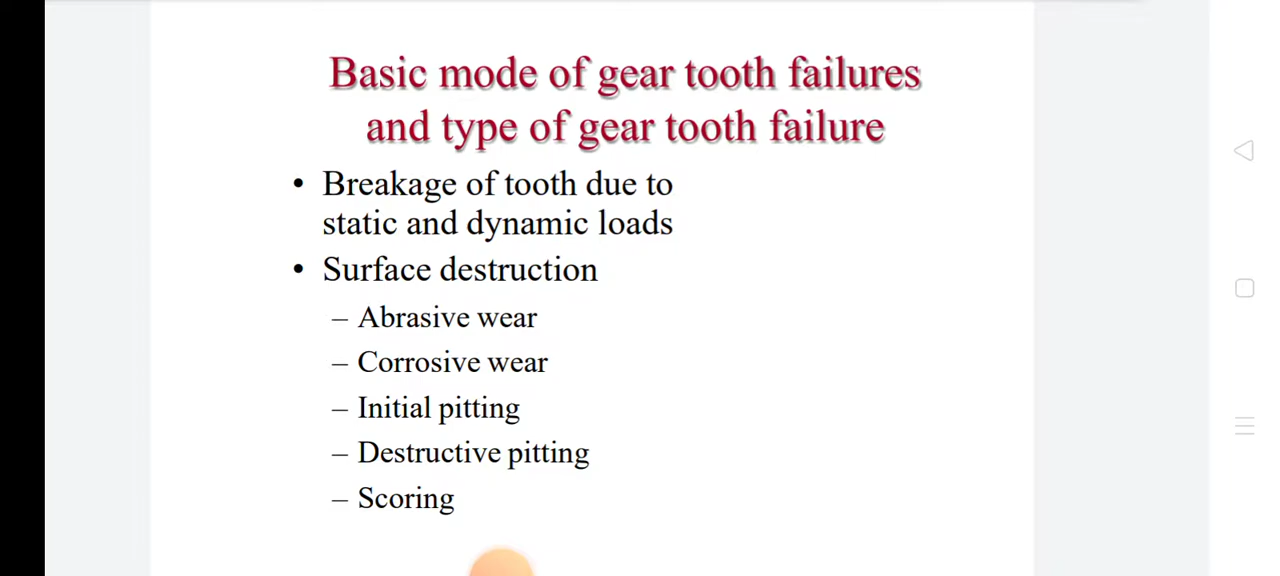 Basic mode of gear tooth failures
and type of gear tooth failure
• Breakage of tooth due to
static and dynamic loads
• Surface destruction
– Abrasive wear
– Corrosive wear
– Initial pitting
– Destructive pitting
– Scoring